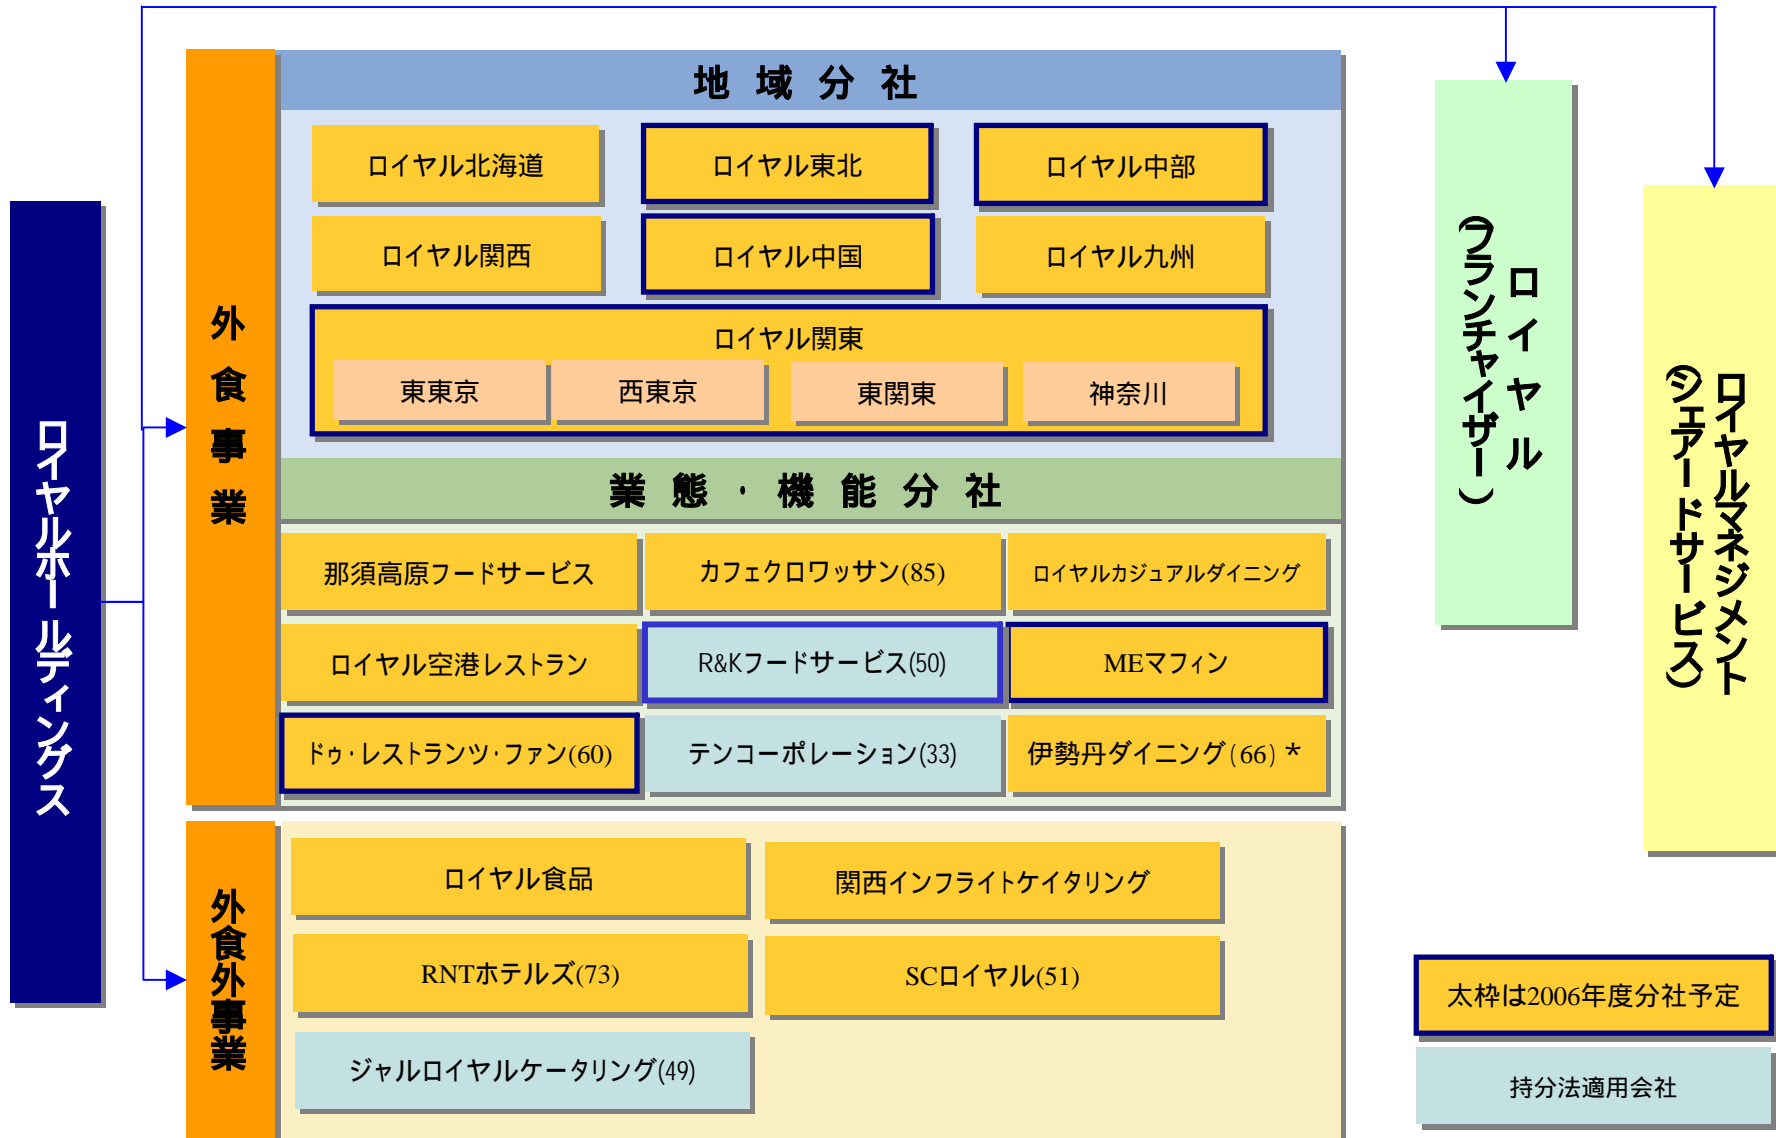 ロイヤルホールディングス
外食事業
地域分社
ロイヤル北海道
ロイヤル東北
ロイヤル中部
ロイヤル関西
ロイヤル中国
ロイヤル九州
ロイヤル関東
東東京
西東京
東関東
神奈川
業態・機能分社
那須高原フードサービス
カフェクロワッサン(85)
ロイヤルカジュアルダイニング
ロイヤル空港レストラン
R&Kフードサービス(50)
MEマフィン
ドゥ・レストランツ・ファン(60)
テンコーポレーション(33)
伊勢丹ダイニング(66) *
外食外事業
ロイヤル食品
関西インフライトケイタリング
RNTホテルズ(73)
SCロイヤル(51)
ジャルロイヤルケータリング(49)
ロイヤル
(フランチャイザー)
ロイヤルマネジメント
(シェアードサービス)
太枠は2006年度分社予定
持分法適用会社